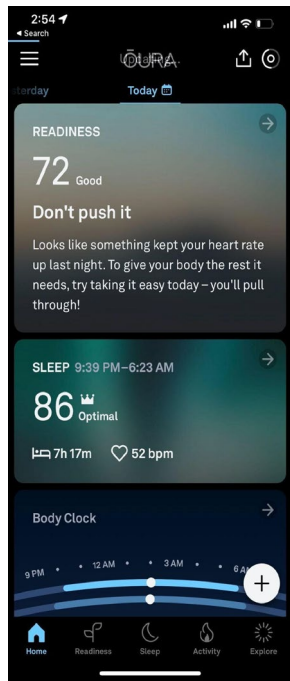 2:54
Search
ŌURA
Updating...
terday
Today
READINESS
72 Good
Don't push it
Looks like something kept your heart rate
up last night. To give your body the rest it
needs, try taking it easy today – you'll pull
through!
SLEEP 9:39 PM–6:23 AM
86 Optimal
7h 17m 52 bpm
Body Clock
9 PM 12 AM 3 AM 6 A
+
Home Readiness Sleep Activity Explore